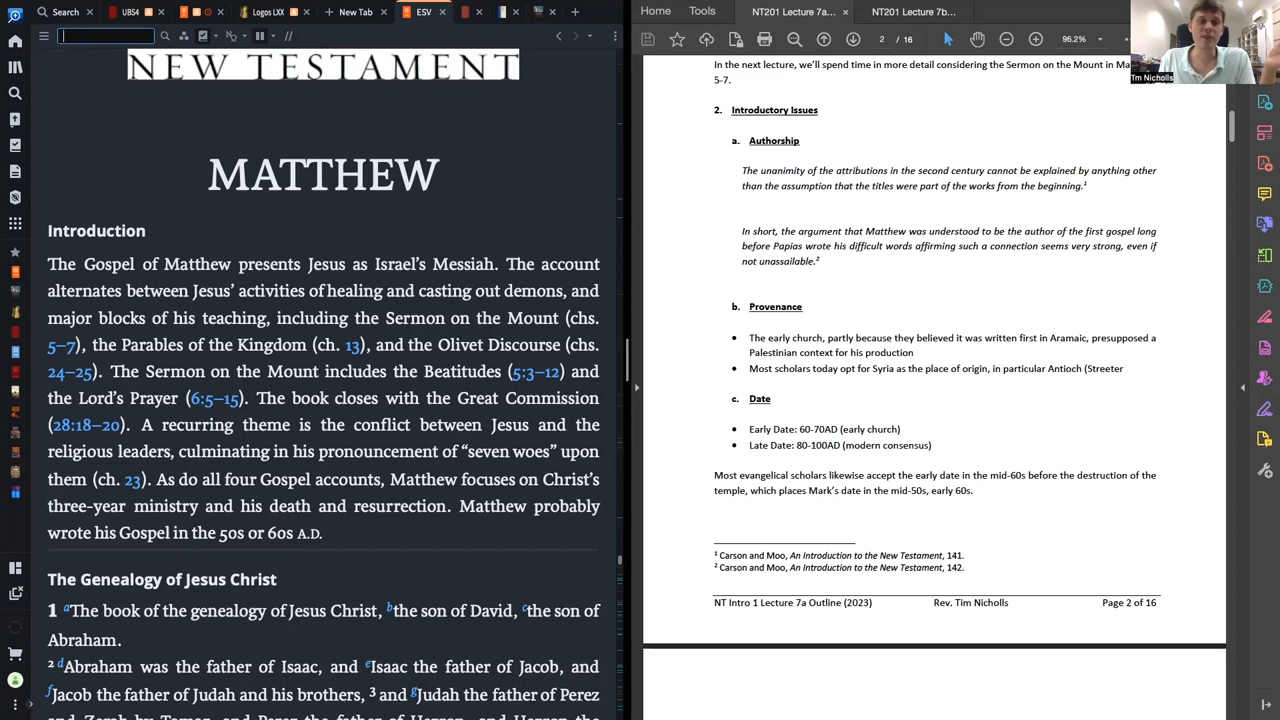 Search
UBS4
Logos LXX
New Tab
ESV
NEW TESTAMENT
MATTHEW
Introduction
The Gospel of Matthew presents Jesus as Israel's Messiah. The account
alternates between Jesus' activities of healing and casting out demons, and
major blocks of his teaching, including the Sermon on the Mount (chs.
5–7), the Parables of the Kingdom (ch. 13), and the Olivet Discourse (chs.
24–25). The Sermon on the Mount includes the Beatitudes (5:3–12) and
the Lord's Prayer (6:5–15). The book closes with the Great Commission
(28:18–20). A recurring theme is the conflict between Jesus and the
religious leaders, culminating in his pronouncement of “seven woes” upon
them (ch. 23). As do all four Gospel accounts, Matthew focuses on Christ's
three-year ministry and his death and resurrection. Matthew probably
wrote his Gospel in the 50s or 60s A.D.
The Genealogy of Jesus Christ
1 aThe book of the genealogy of Jesus Christ, bthe son of David, cthe son of
Abraham.
2 dAbraham was the father of Isaac, and eIsaac the father of Jacob, and
fJacob the father of Judah and his brothers, 3 and gJudah the father of Perez
Home
Tools
NT201 Lecture 7a...
NT201 Lecture 7b...
2 / 16
96.2%
Tm Nicholls
In the next lecture, we'll spend time in more detail considering the Sermon on the Mount in
5-7.
2. Introductory Issues
a. Authorship
The unanimity of the attributions in the second century cannot be explained by anything other
than the assumption that the titles were part of the works from the beginning.1
In short, the argument that Matthew was understood to be the author of the first gospel long
before Papias wrote his difficult words affirming such a connection seems very strong, even if
not unassailable.2
b. Provenance
• The early church, partly because they believed it was written first in Aramaic, presupposed a
Palestinian context for his production
• Most scholars today opt for Syria as the place of origin, in particular Antioch (Streeter
c. Date
• Early Date: 60-70AD (early church)
• Late Date: 80-100AD (modern consensus)
Most evangelical scholars likewise accept the early date in the mid-60s before the destruction of the
temple, which places Mark's date in the mid-50s, early 60s.
1 Carson and Moo, An Introduction to the New Testament, 141.
2 Carson and Moo, An Introduction to the New Testament, 142.
NT Intro 1 Lecture 7a Outline (2023) Rev. Tim Nicholls Page 2 of 16